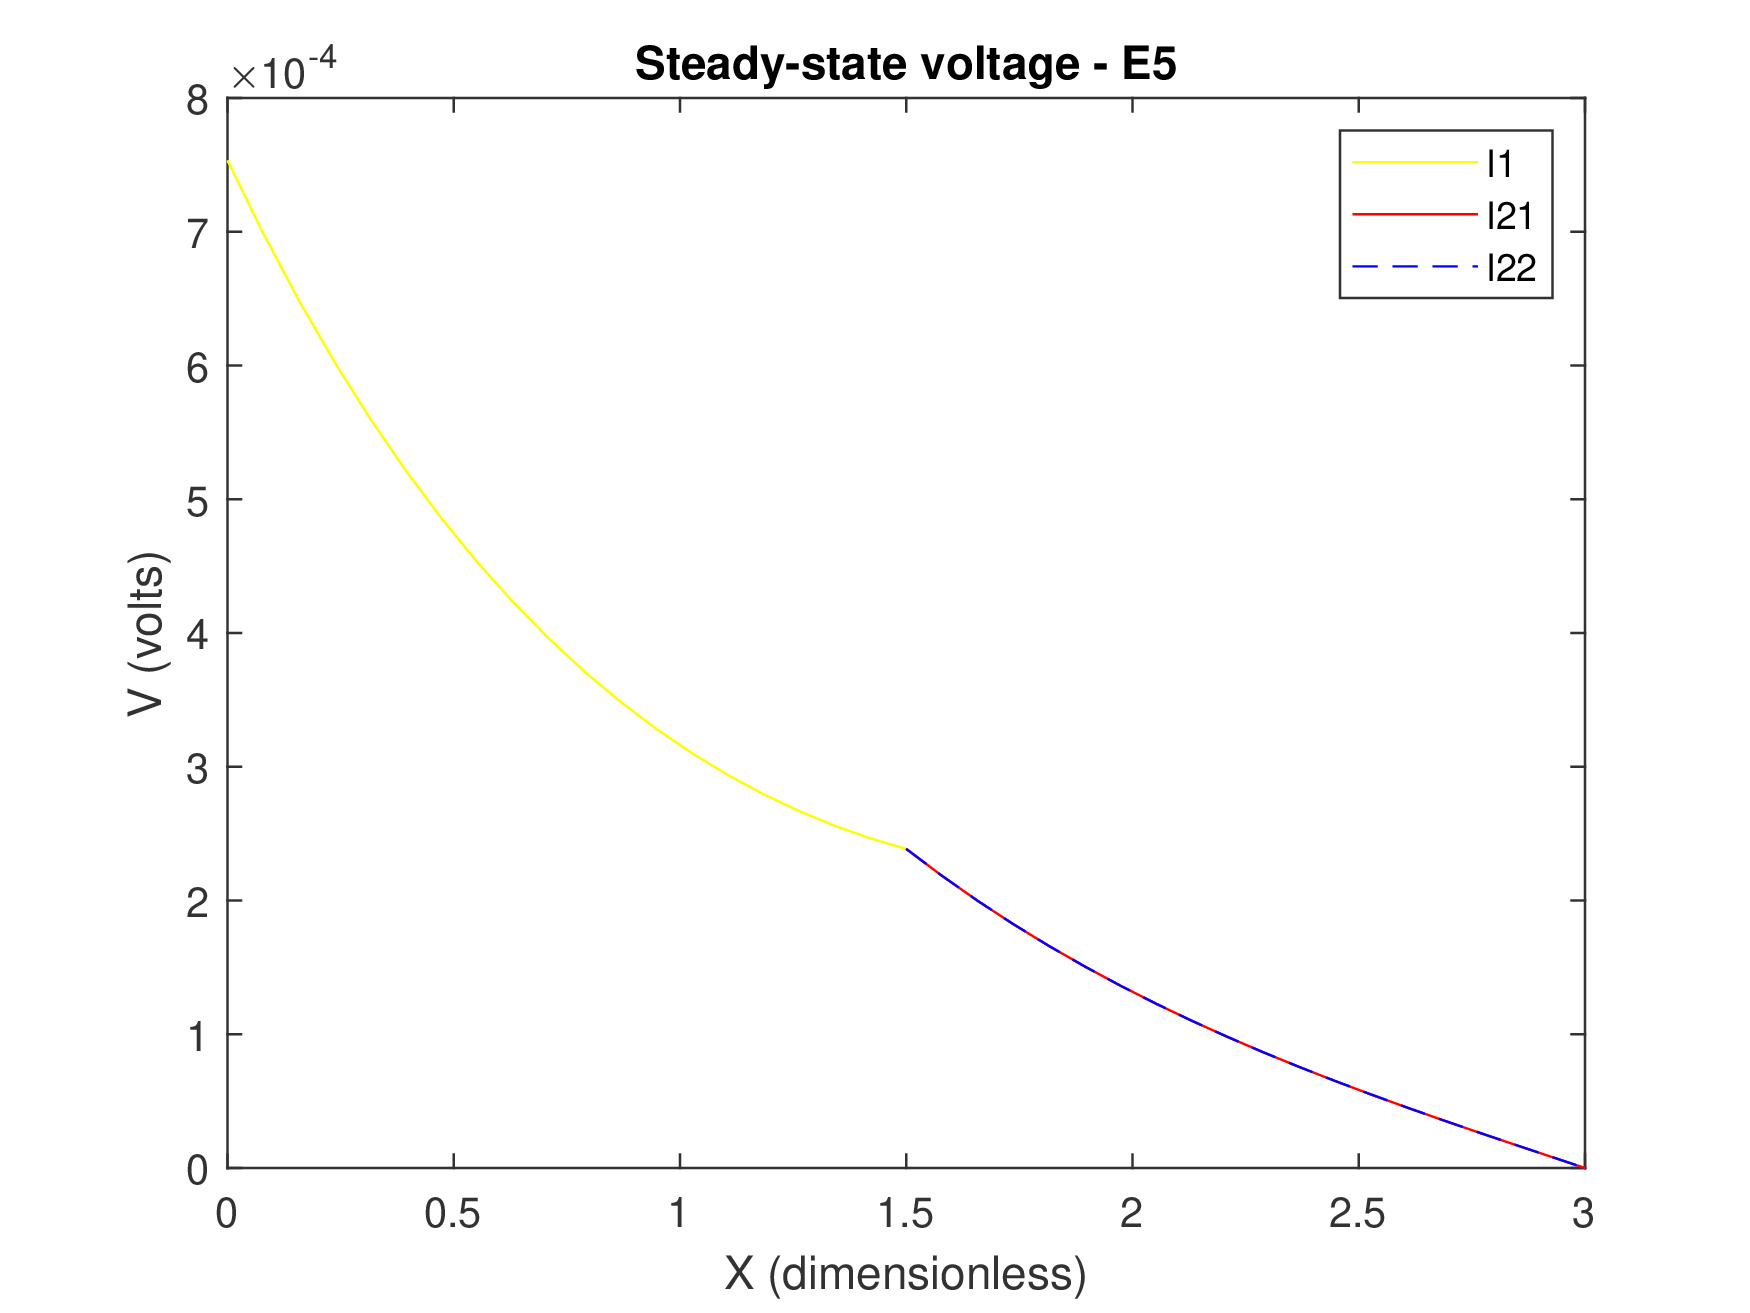 Steady-state voltage - E5
×10-4
8
7
6
5
4
3
2
1
0
V (volts)
0 0.5 1 1.5 2 2.5 3
X (dimensionless)
l1
l21
l22